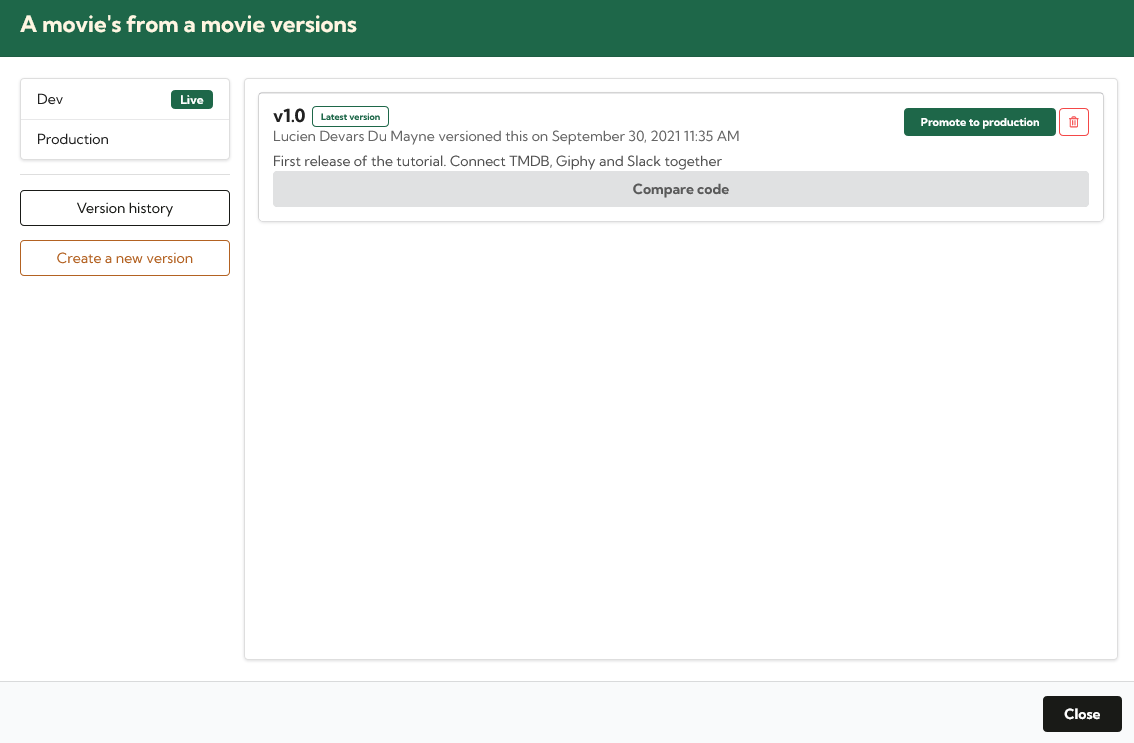 A movie's from a movie versions
Dev
Live
Production
Version history
Create a new version
v1.0
Latest version
Lucien Devars Du Mayne versioned this on September 30, 2021 11:35 AM
First release of the tutorial. Connect TMDB, Giphy and Slack together
Promote to production
Compare code
Close